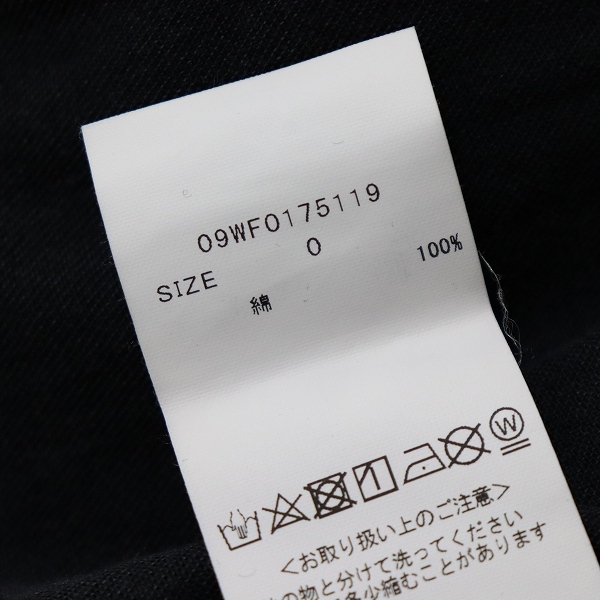 09WF0175119
SIZE 0
綿 100%
W
<お取り扱い上のご注意>
の物と分けて洗ってください
多少縮むことがあります